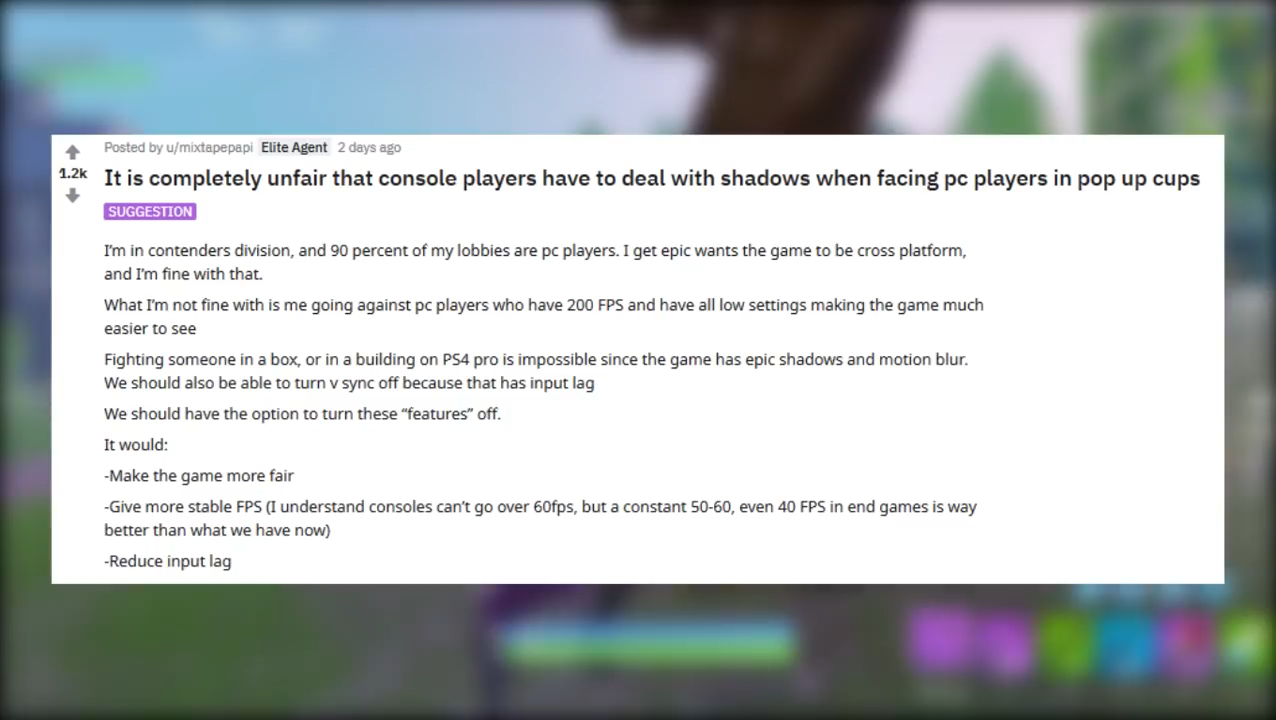 Posted by u/mixtapepapi Elite Agent 2 days ago
1.2k
It is completely unfair that console players have to deal with shadows when facing pc players in pop up cups
SUGGESTION
I'm in contenders division, and 90 percent of my lobbies are pc players. I get epic wants the game to be cross platform,
and I'm fine with that.
What I'm not fine with is me going against pc players who have 200 FPS and have all low settings making the game much
easier to see
Fighting someone in a box, or in a building on PS4 pro is impossible since the game has epic shadows and motion blur.
We should also be able to turn v sync off because that has input lag
We should have the option to turn these “features” off.
It would:
-Make the game more fair
-Give more stable FPS (I understand consoles can't go over 60fps, but a constant 50-60, even 40 FPS in end games is way
better than what we have now)
-Reduce input lag